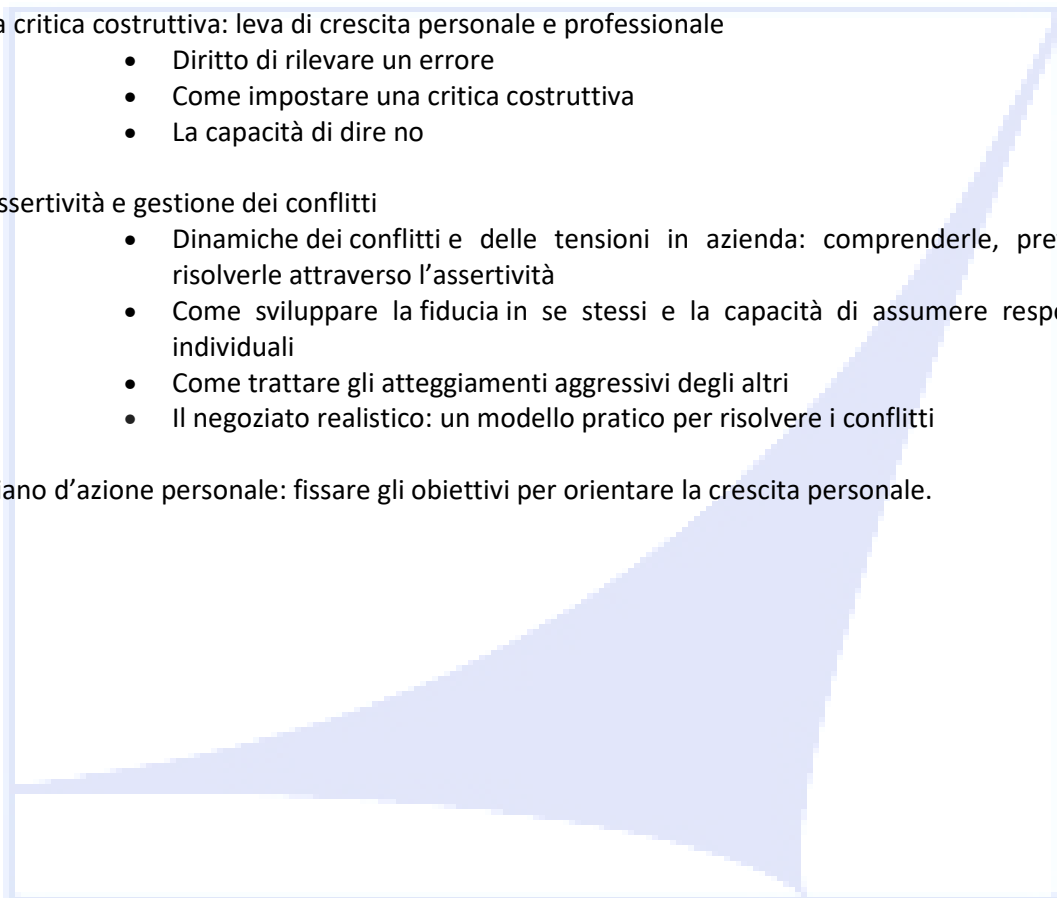 a critica costruttiva: leva di crescita personale e professionale
• Diritto di rilevare un errore
• Come impostare una critica costruttiva
• La capacità di dire no
ssertività e gestione dei conflitti
• Dinamiche dei conflitti e delle tensioni in azienda: comprenderle, pre
risolverle attraverso l’assertività
• Come sviluppare la fiducia in se stessi e la capacità di assumere resp
individuali
• Come trattare gli atteggiamenti aggressivi degli altri
• Il negoziato realistico: un modello pratico per risolvere i conflitti
iano d’azione personale: fissare gli obiettivi per orientare la crescita personale.